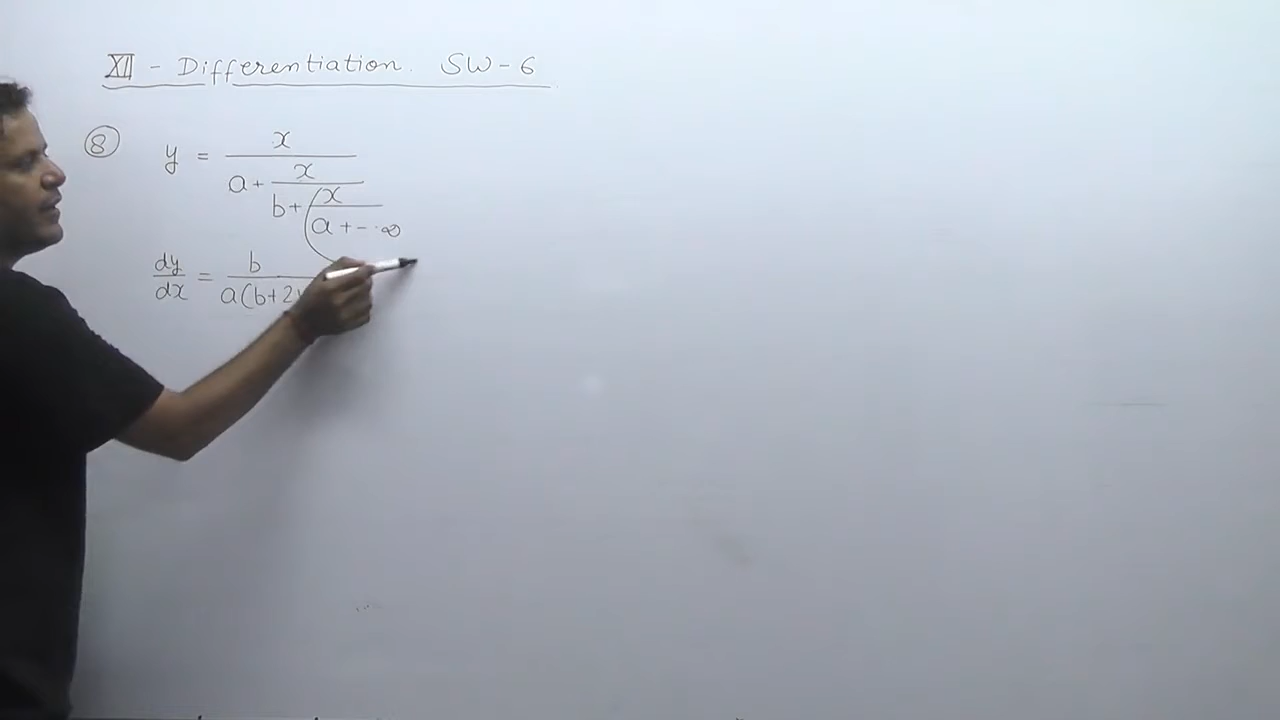 XII - Differentiation. SW-6
8 y = x
a + x
b + x
a + -- ∞
dy/dx = b
a(b+2